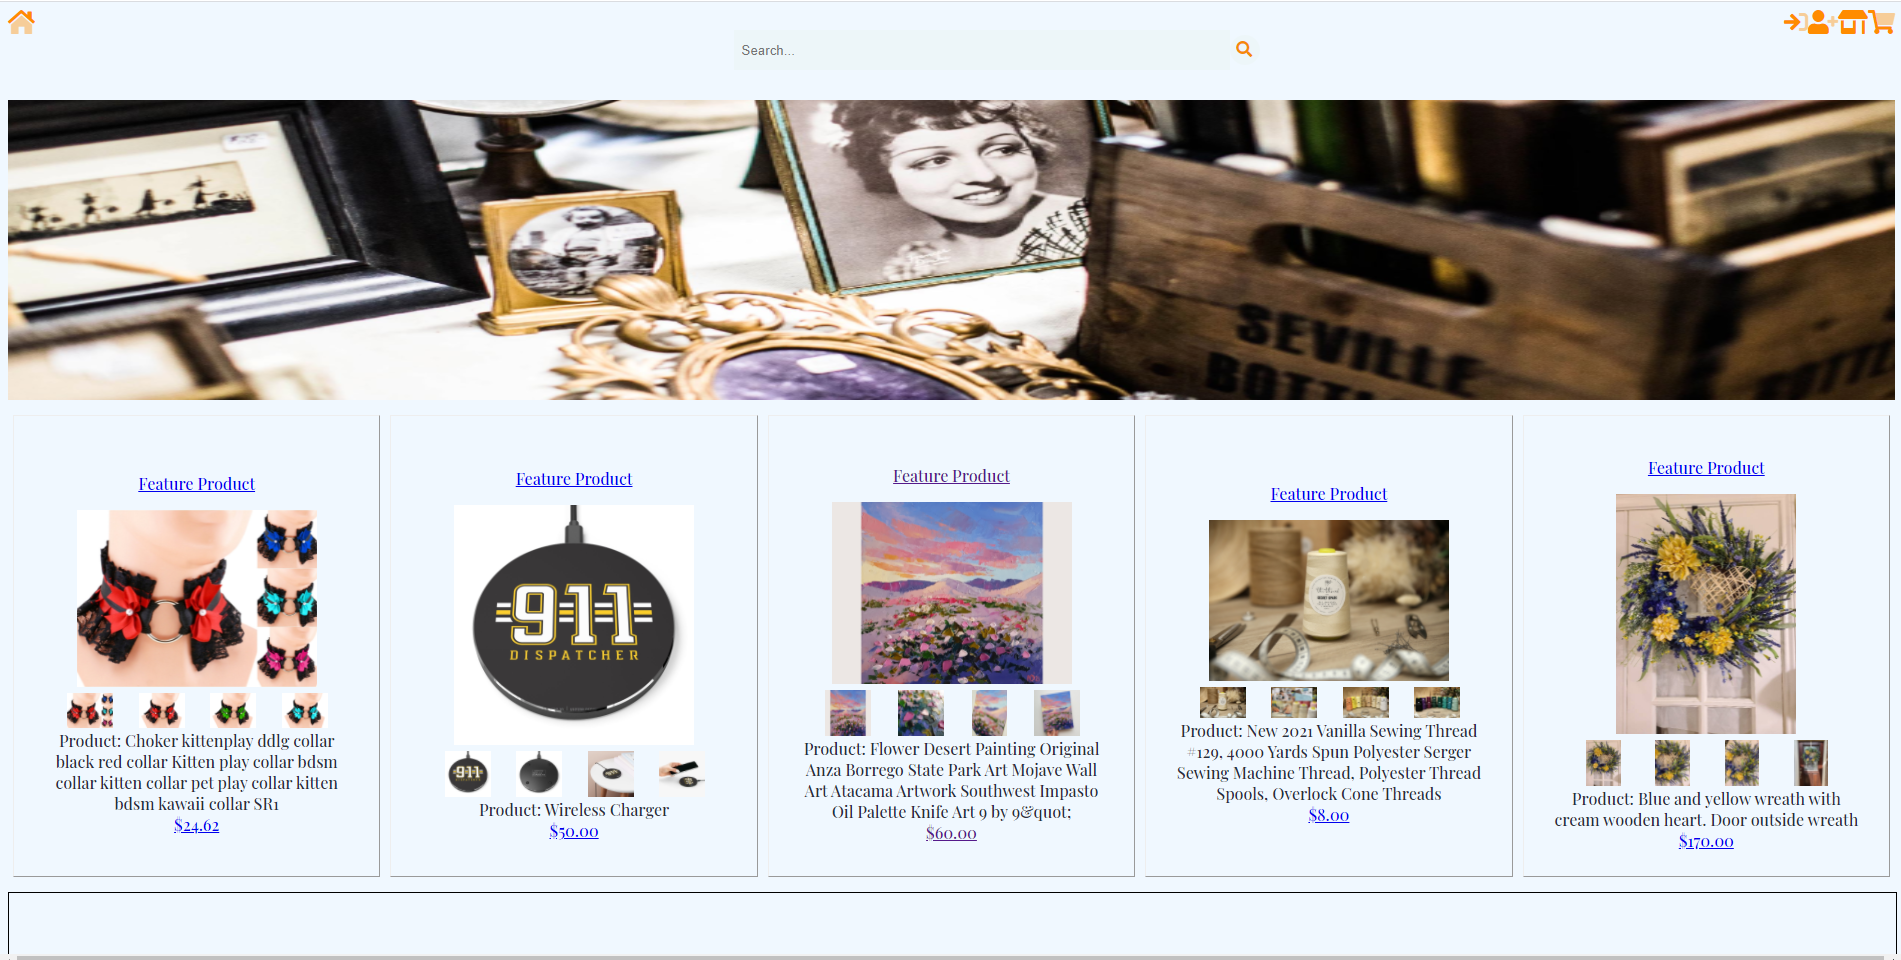 Search...
SEVILLE
BOTT
Feature Product
911
DISPATCHER
Product: Choker kittenplay ddlg collar
black red collar Kitten play collar bdsm
collar kitten collar pet play collar kitten
bdsm kawaii collar SR1
$24.62
Feature Product
Product: Wireless Charger
$50.00
Feature Product
Product: Flower Desert Painting Original
Anza Borrego State Park Art Mojave Wall
Art Atacama Artwork Southwest Impasto
Oil Palette Knife Art 9 by 9&quot;
$60.00
Feature Product
Product: New 2021 Vanilla Sewing Thread
#129, 4000 Yards Spun Polyester Serger
Sewing Machine Thread, Polyester Thread
Spools, Overlock Cone Threads
$8.00
Feature Product
Product: Blue and yellow wreath with
cream wooden heart. Door outside wreath
$170.00